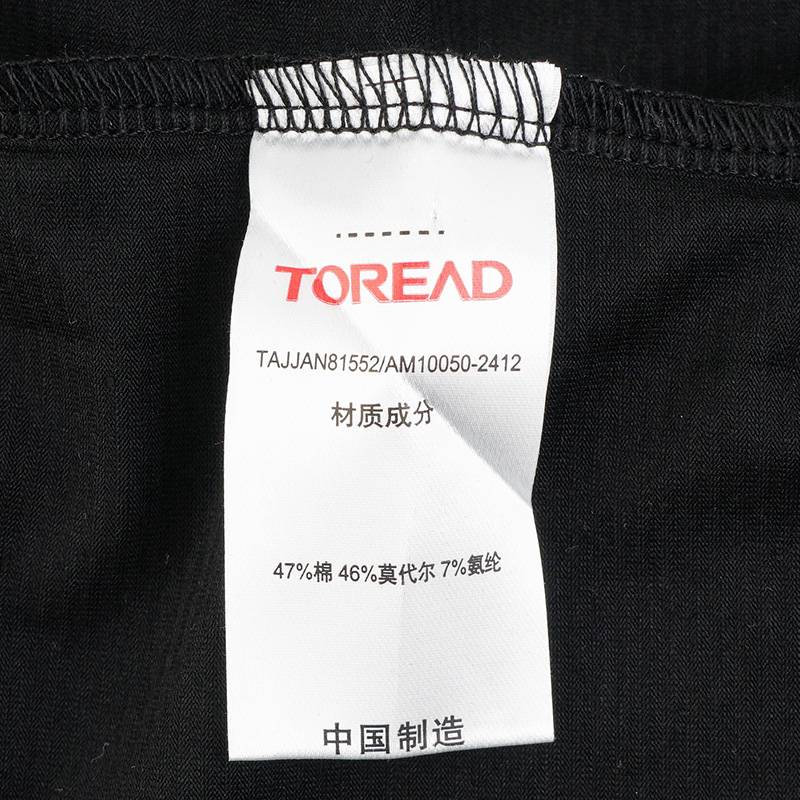 TOREAD
TAJJAN81552/AM10050-2412
材质成分
47%棉 46%莫代尔 7%氨纶
中国制造